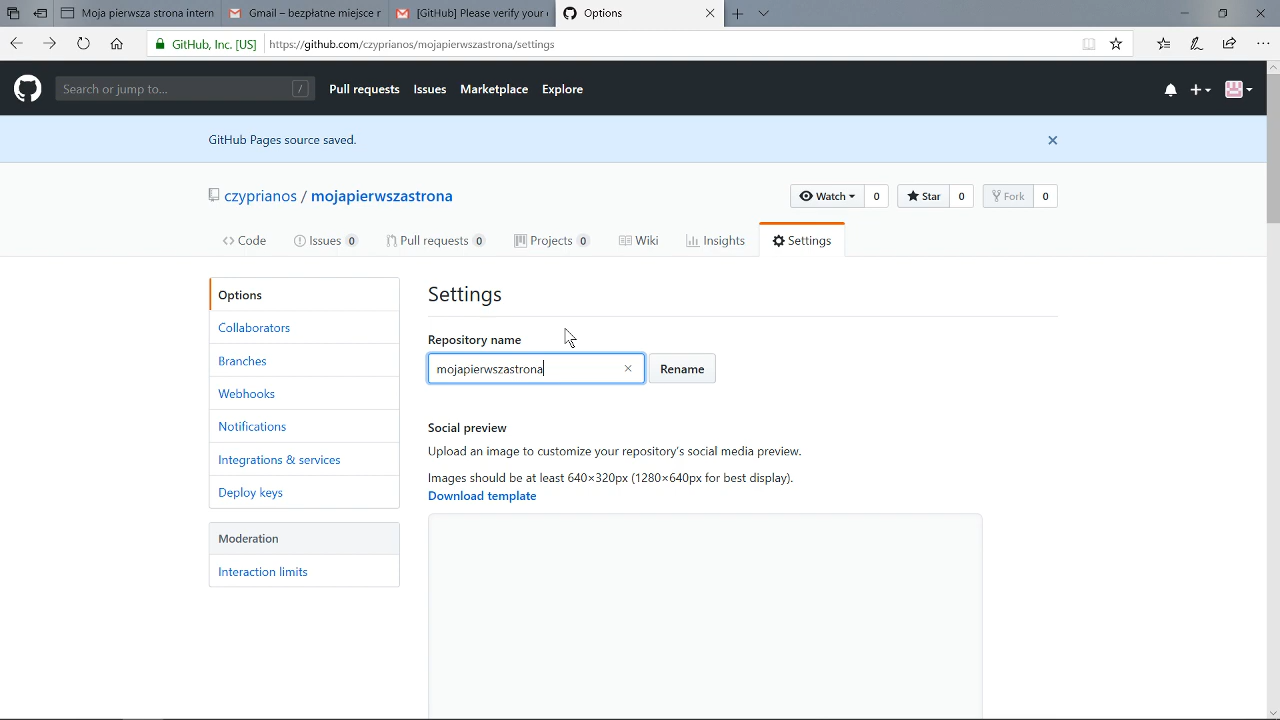 Moja pierwsza strona intern
Gmail – bezpłatne miejsce r
[GitHub] Please verify your
Options
GitHub, Inc. [US]
https://github.com/czyprianos/mojapierwszastrona/settings
Search or jump to... /
Pull requests
Issues
Marketplace
Explore
GitHub Pages source saved.
czyprianos / mojapierwszastrona
Watch 0
Star 0
Fork 0
Code
Issues 0
Pull requests 0
Projects 0
Wiki
Insights
Settings
Options
Collaborators
Branches
Webhooks
Notifications
Integrations & services
Deploy keys
Moderation
Interaction limits
Settings
Repository name
mojapierwszastrona
Rename
Social preview
Upload an image to customize your repository's social media preview.
Images should be at least 640×320px (1280×640px for best display).
Download template